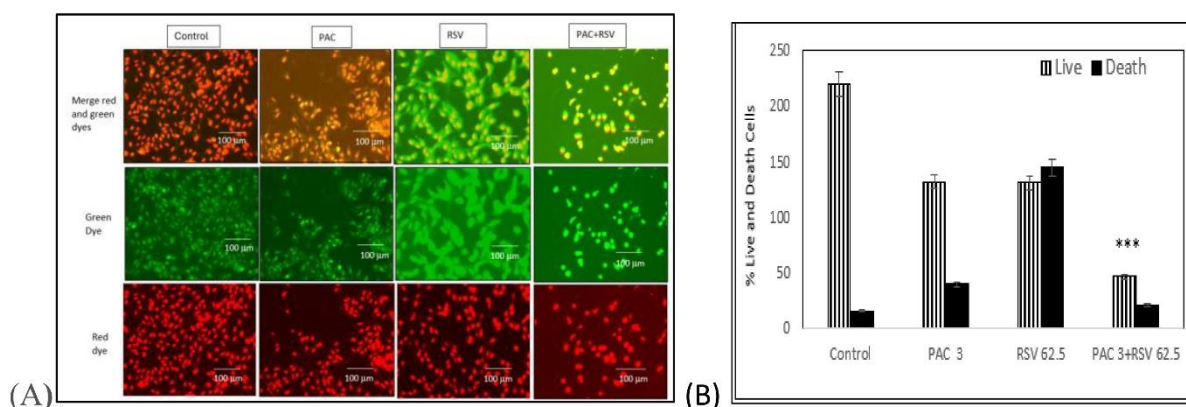 Control PAC RSV PAC+RSV
Merge red
and green
dyes
100 µm 100 µm 100 µm 100 µm
Green
Dye
100 µm 100 µm 100 µm 100 µm
Red
dye
100 µm 100 µm 100 µm 100 µm
(A)
% Live and Death Cells
250
200
150
100
50
0
Live Death
***
Control PAC 3 RSV 62.5 PAC 3+RSV 62.5
(B)